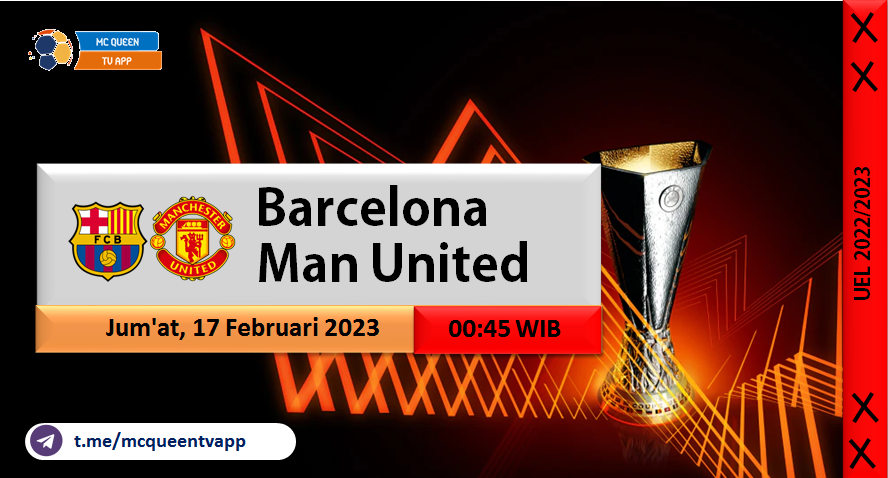 MC QUEEN
TV APP
FCB
MANCHESTER
UNITED
Barcelona
Man United
Jum'at, 17 Februari 2023
00:45 WIB
UEL 2022/2023
t.me/mcqueentvapp